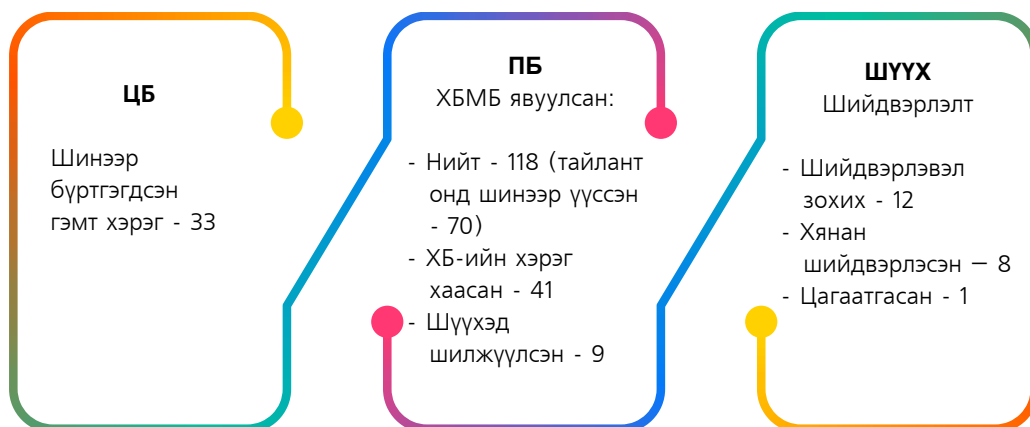 ЦБ
Шинээр
бүртгэгдсэн
гэмт хэрэг - 33
ПБ
ХБМБ явуулсан:
- Нийт - 118 (тайлант
онд шинээр үүссэн
- 70)
- ХБ-ийн хэрэг
хаасан - 41
- Шүүхэд
шилжүүлсэн - 9
ШҮҮХ
Шийдвэрлэлт
- Шийдвэрлэвэл
зохих - 12
- Хянан
шийдвэрлэсэн – 8
- Цагаатгасан - 1